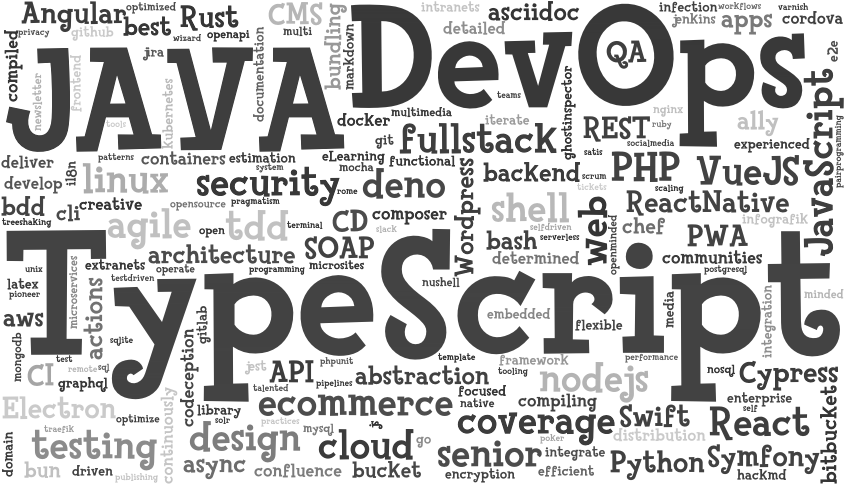 Angular
optimized
Rust
CMS
intranets
asciidoc
infection
workflows
varnish
privacy
github
best
wizard
openapi
multi
bundling
markdown
DevOps
QA
detailed
jenkins
apps
cordova
compiled
JAVA
jira
documentation
e2e
newsletter
frontend
tools
kubernetes
teams
ghostinspector
JavaScript
pairprogramming
docker
multimedia
iterate
nginx
ally
REST
ruby
socialmedia
experienced
git
fullstack
satis
deliver
patterns
containers
estimation
system
eLearning
mocha
functional
Wordpress
backend
scrum
PHP
VueJS
develop
i18n
linux
security
rome
deno
tickets
scaling
bdd
cli
creative
opensource
pragmatism
shell
web
openminded
ReactNative
treeshaking
agile
open
tdd
terminal
CD
composer
slack
selfdriven
chef
infografik
architecture
SOAP
bash
serverless
PWA
determined
communities
TypeScript
unix
microservices
extranets
operate
programming
microsites
postgresql
latex
testdriven
nushell
pioneer
actions
embedded
media
integration
minded
aws
gitlab
flexible
mongodb
sqlite
test
codeception
jest
phpunit
template
framework
performance
CI
remote
sql
API
abstraction
tooling
nodejs
nosql
Cypress
graphql
talented
pipelines
focused
Electron
continuously
library
ecommerce
native
compiling
enterprise
optimize
solr
practices
mysql
coverage
Swift
self
React
bitbucket
domain
traefik
testing
design
cloud
go
poker
distribution
senior
integrate
bun
driven
publishing
async
confluence
bucket
encryption
efficient
Python
Symfony
hacKmd